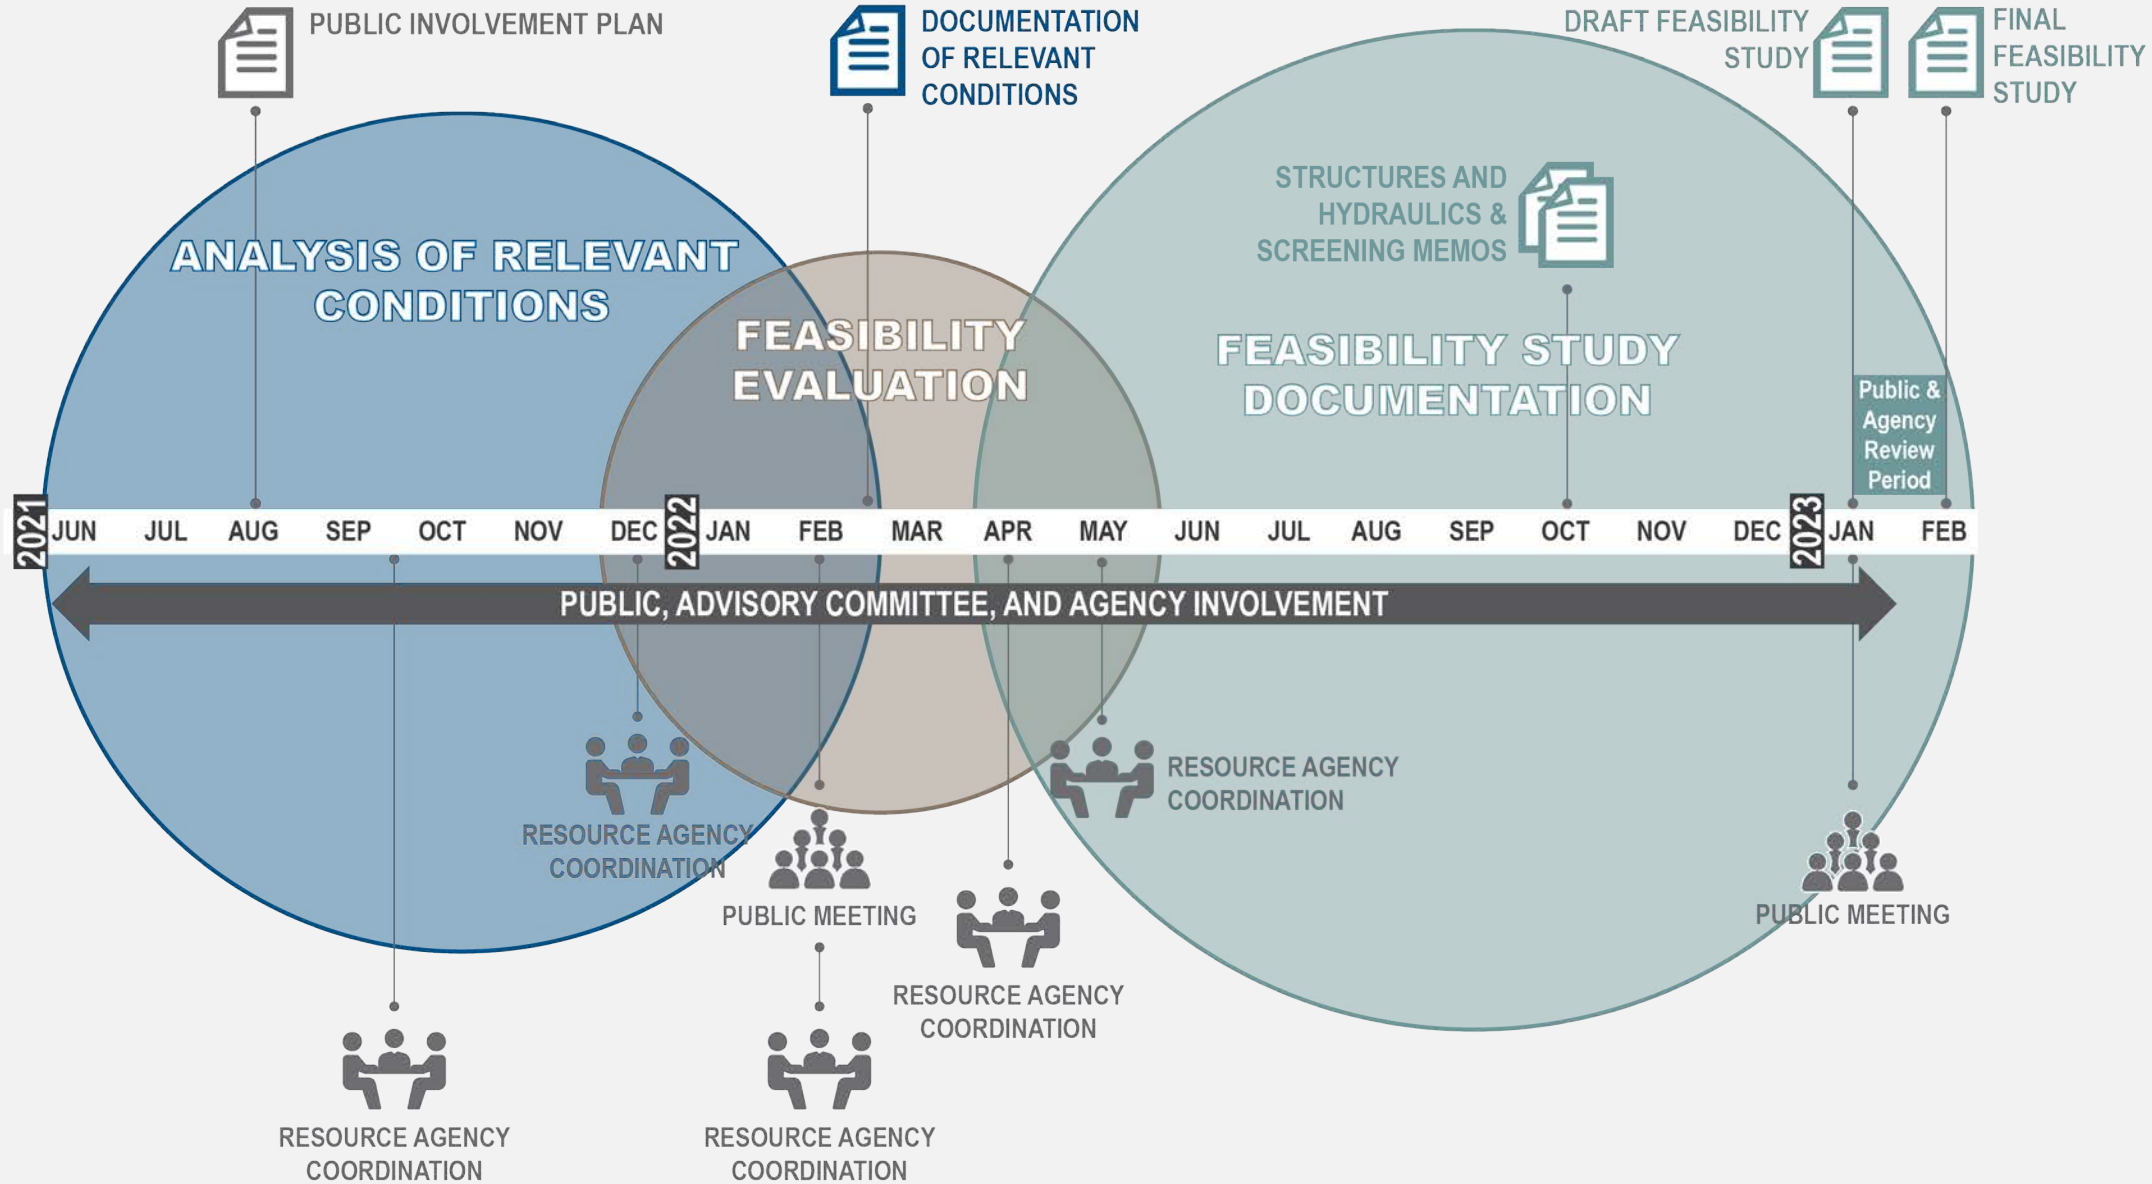 PUBLIC INVOLVEMENT PLAN
DOCUMENTATION
OF RELEVANT
CONDITIONS
DRAFT FEASIBILITY
STUDY
FINAL
FEASIBILITY
STUDY
STRUCTURES AND
HYDRAULICS &
SCREENING MEMOS
ANALYSIS OF RELEVANT
CONDITIONS
FEASIBILITY
EVALUATION
FEASIBILITY STUDY
DOCUMENTATION
Public &
Agency
Review
Period
2021 JUN JUL AUG SEP OCT NOV DEC 2022 JAN FEB MAR APR MAY JUN JUL AUG SEP OCT NOV DEC 2023 JAN FEB
PUBLIC, ADVISORY COMMITTEE, AND AGENCY INVOLVEMENT
RESOURCE AGENCY
COORDINATION
RESOURCE AGENCY
COORDINATION
PUBLIC MEETING
PUBLIC MEETING
RESOURCE AGENCY
COORDINATION
RESOURCE AGENCY
COORDINATION
RESOURCE AGENCY
COORDINATION